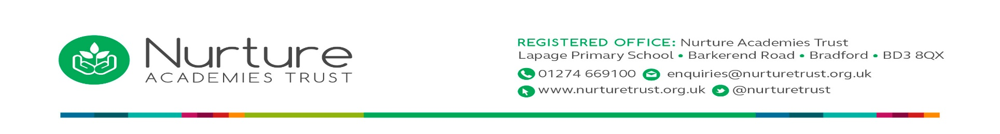 Nurture
ACADEMIES TRUST
REGISTERED OFFICE: Nurture Academies Trust
Lapage Primary School • Barkerend Road • Bradford • BD3 8QX
01274 669100 enquiries@nurturetrust.org.uk
www.nurturetrust.org.uk @nurturetrust